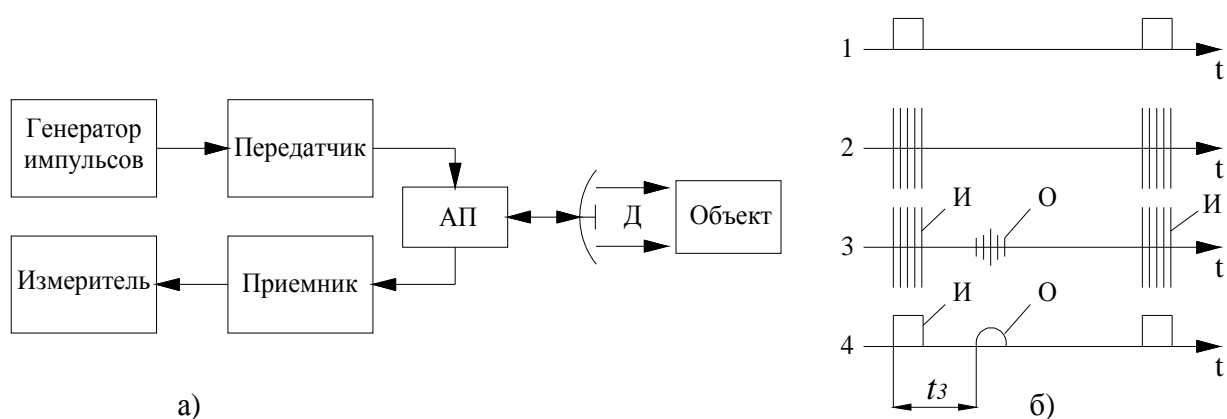 Генератор
импульсов
Передатчик
АП
Д
Объект
Измеритель
Приемник
а)
1
t
2
t
И
О
И
3
t
И
О
4
t
t3
б)